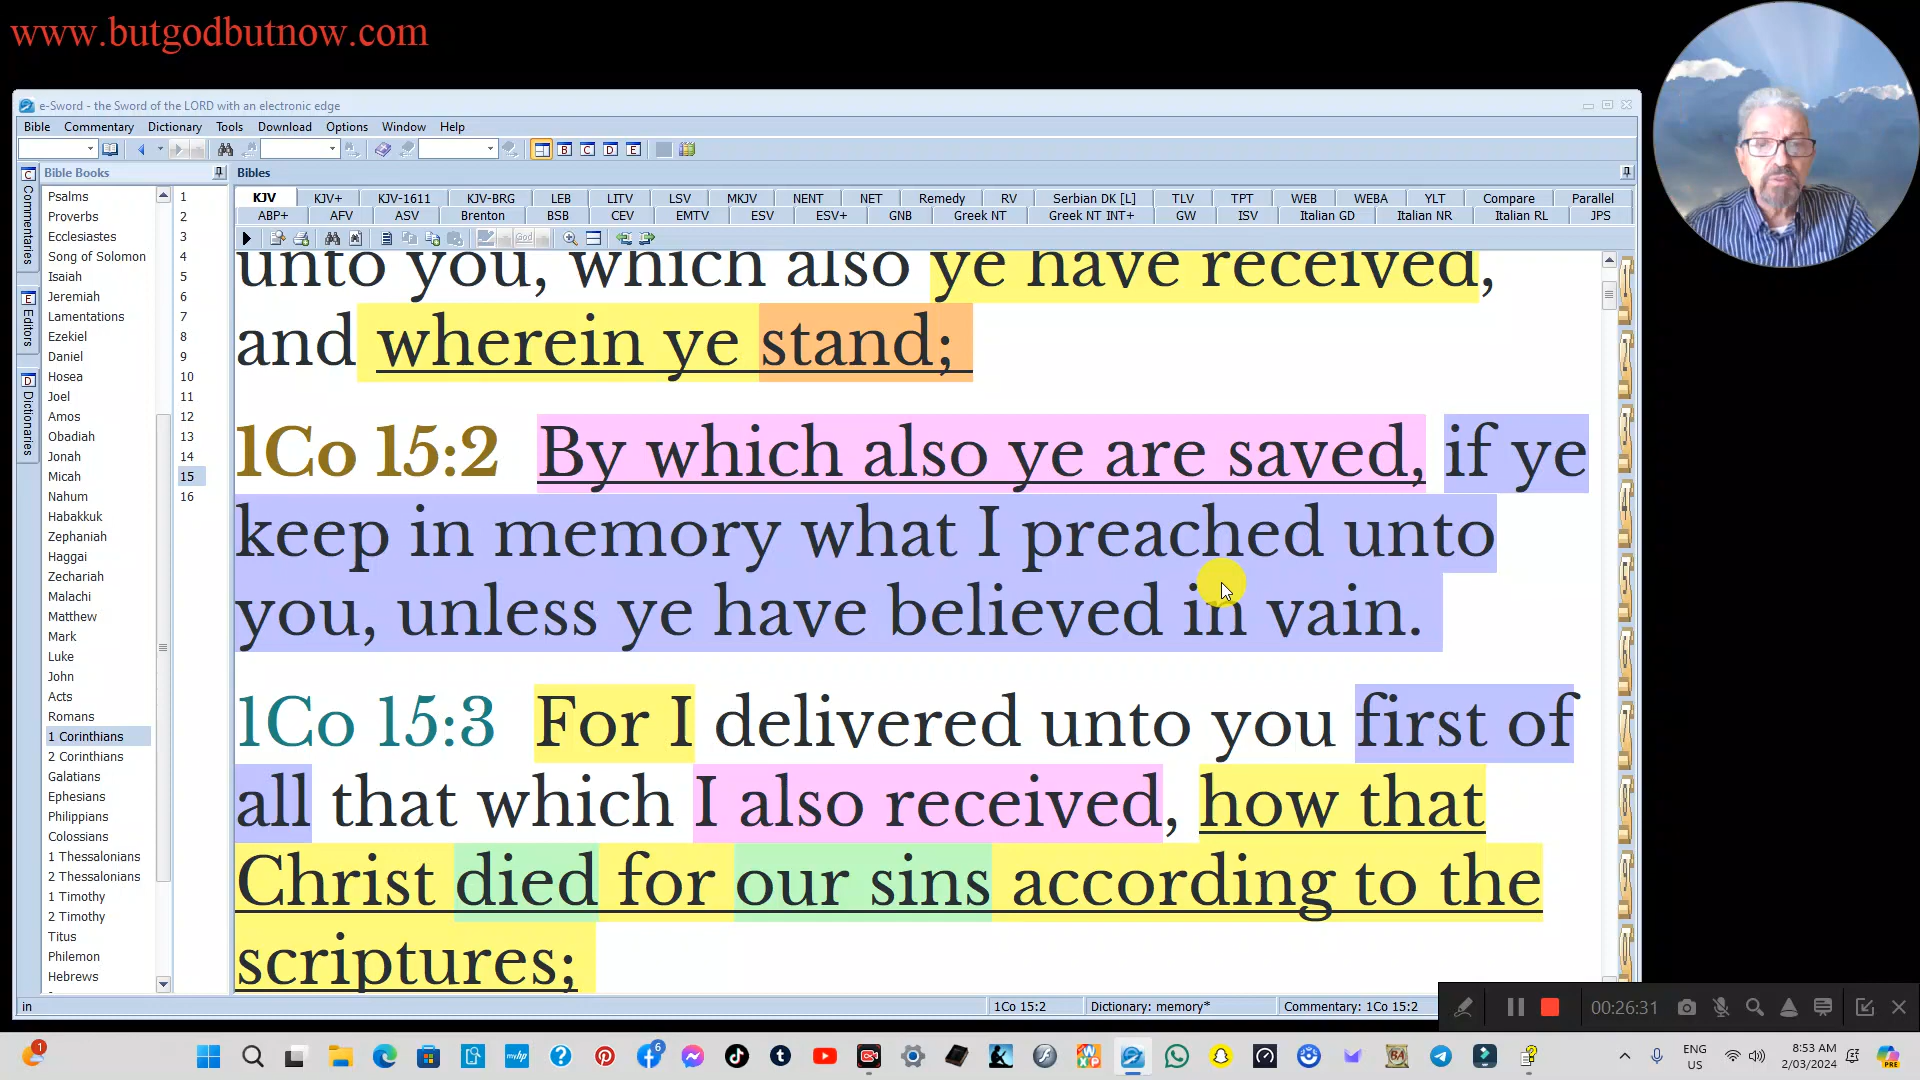 www.butgodbutnow.com
e-Sword - the Sword of the LORD with an electronic edge
Bible Commentary Dictionary Tools Download Options Window Help
Bible Books
Bibles
Commentaries
Editors
Dictionaries
KJV KJV+ KJV-1611 KJV-BRG LEB LITV LSV MKJV NENT NET Remedy RV Serbian DK [L] TLV TPT WEB WEBA YLT Compare Parallel
ABP+ AFV ASV Brenton BSB CEV EMTV ESV ESV+ GNB Greek NT Greek NT INT+ GW ISV Italian GD Italian NR Italian RL JPS
Psalms 1
Proverbs 2
Ecclesiastes 3
Song of Solomon 4
Isaiah 5
Jeremiah 6
Lamentations 7
Ezekiel 8
Daniel 9
Hosea 10
Joel 11
Amos 12
Obadiah 13
Jonah 14
Micah 15
Nahum 16
Habakkuk
Zephaniah
Haggai
Zechariah
Malachi
Matthew
Mark
Luke
John
Acts
Romans
1 Corinthians
2 Corinthians
Galatians
Ephesians
Philippians
Colossians
1 Thessalonians
2 Thessalonians
1 Timothy
2 Timothy
Titus
Philemon
Hebrews
unto you, which also ye have received,
and wherein ye stand;
1Co 15:2 By which also ye are saved, if ye
keep in memory what I preached unto
you, unless ye have believed in vain.
1Co 15:3 For I delivered unto you first of
all that which I also received, how that
Christ died for our sins according to the
scriptures;
in
1Co 15:2
Dictionary: memory*
Commentary: 1Co 15:2
00:26:31
ENG
US
8:53 AM
2/03/2024